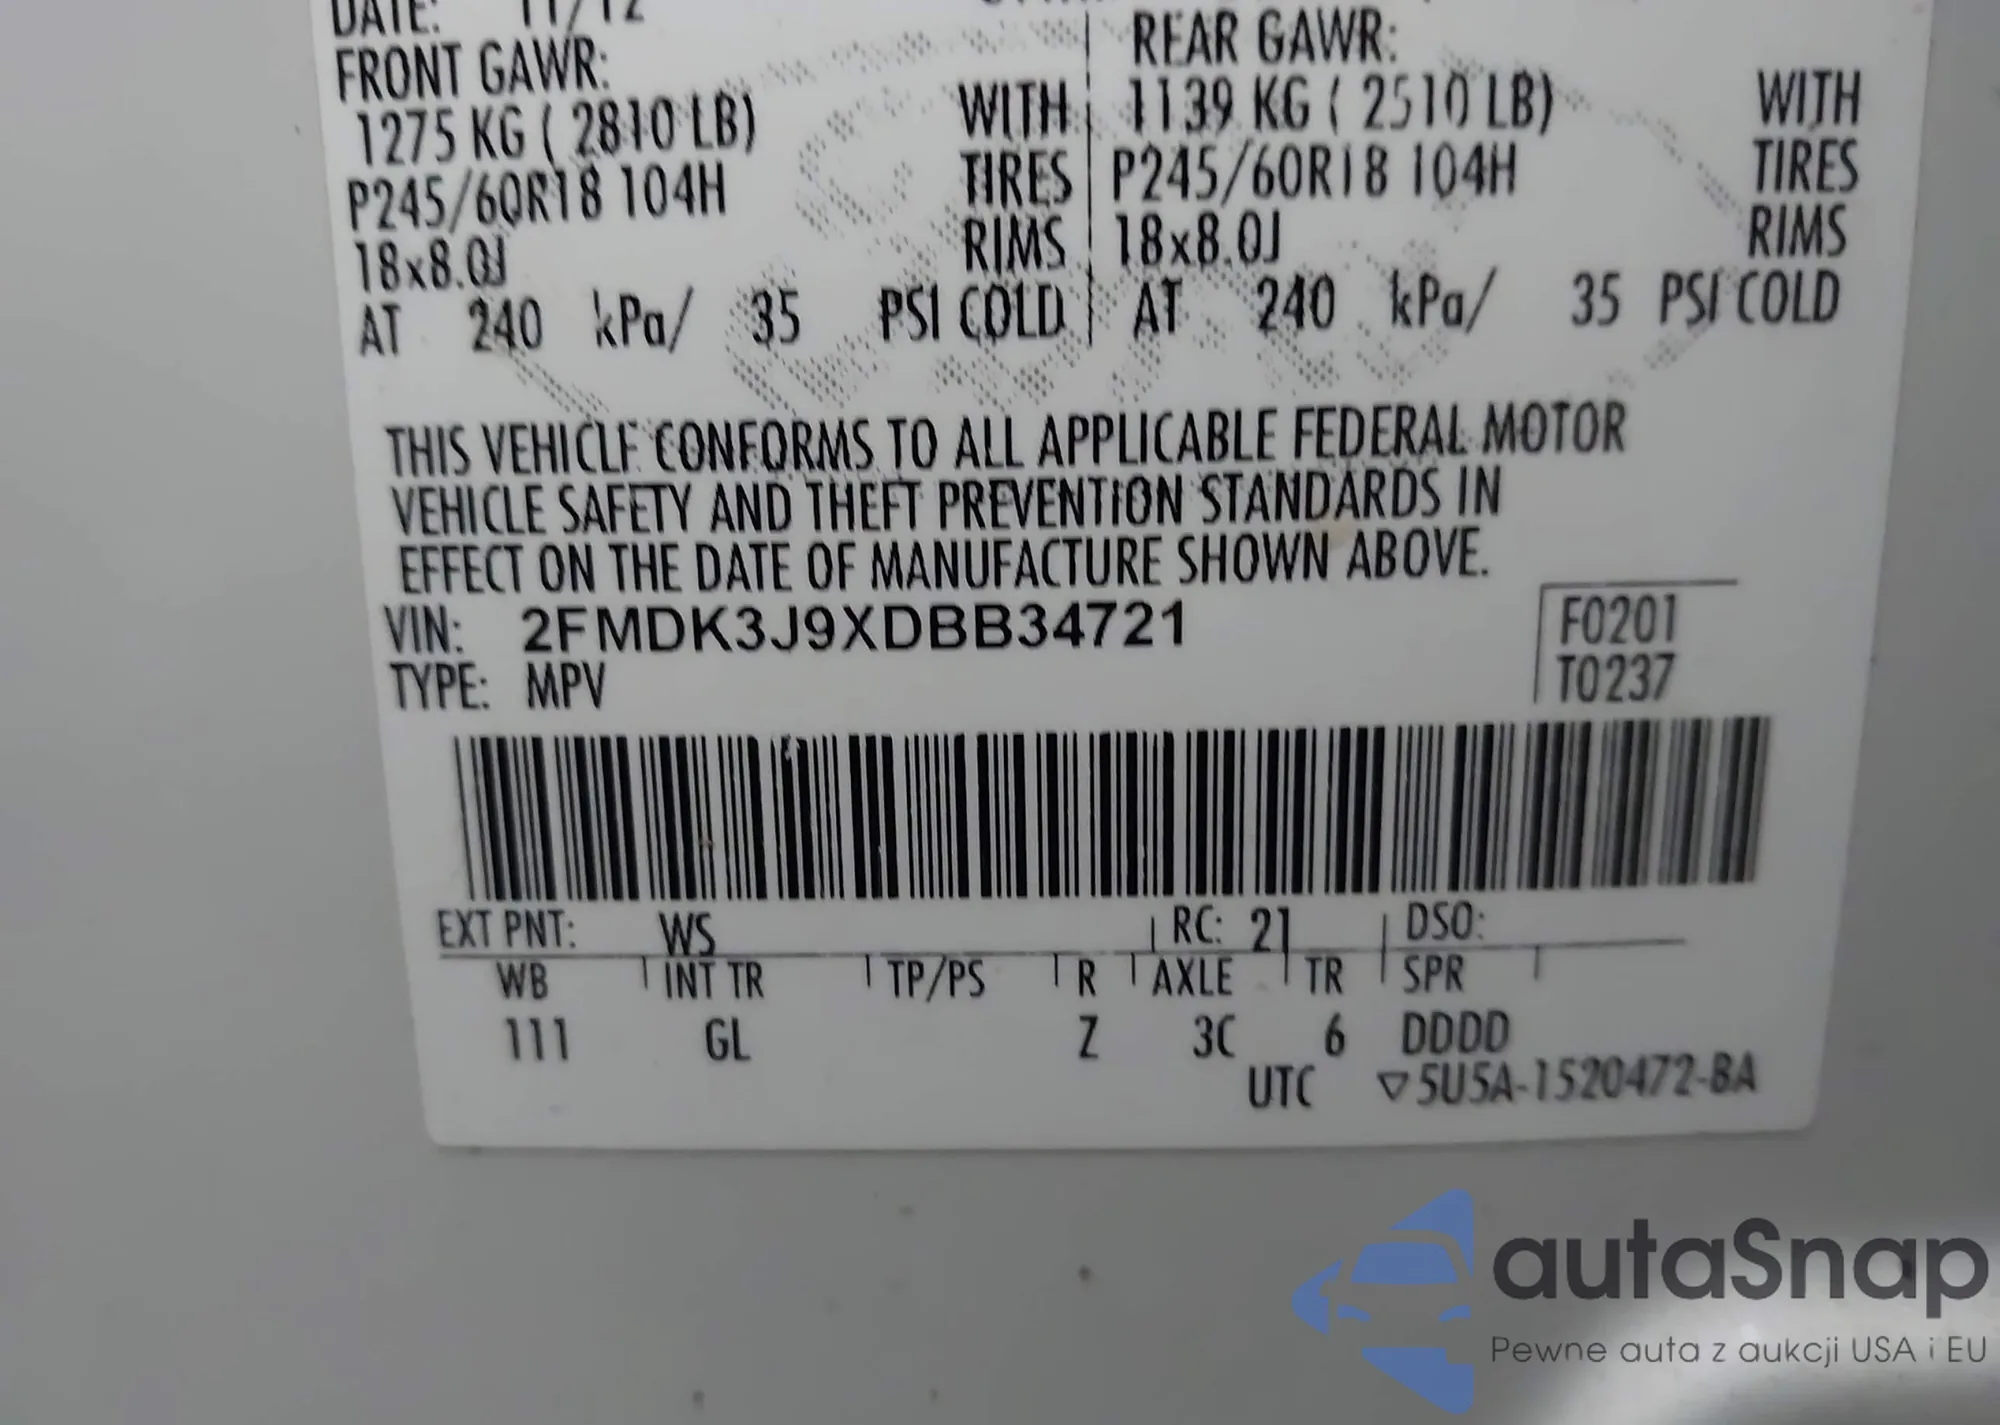 DATE: 11/12
FRONT GAWR:
1275 KG ( 2810 LB) WITH
P245/60R18 104H TIRES
18x8.0J RIMS
AT 240 kPa/ 35 PSI COLD
REAR GAWR:
1139 KG ( 2510 LB) WITH
P245/60R18 104H TIRES
18x8.0J RIMS
AT 240 kPa/ 35 PSI COLD
THIS VEHICLE CONFORMS TO ALL APPLICABLE FEDERAL MOTOR
VEHICLE SAFETY AND THEFT PREVENTION STANDARDS IN
EFFECT ON THE DATE OF MANUFACTURE SHOWN ABOVE.
VIN: 2FMDK3J9XDBB34721
TYPE: MPV
F0201
T0237
EXT PNT: WS RC: 21 DSO:
WB INT TR TP/PS R AXLE TR SPR
111 GL Z 3C 6 DDDD
UTC ▽5U5A-1520472-BA
autaSnap
Pewne auta z aukcji USA i EU